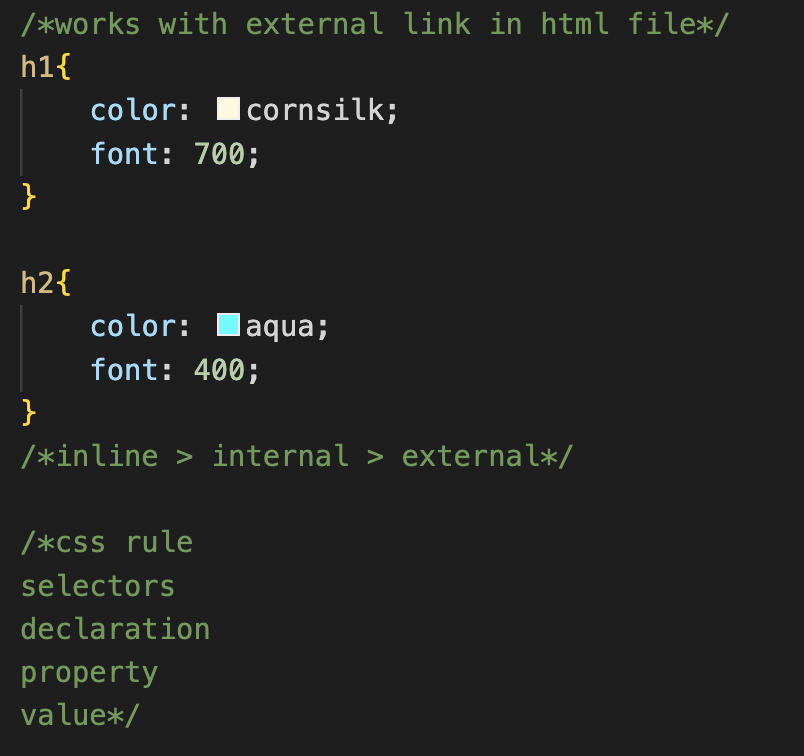 /*works with external link in html file*/
h1{
    color: cornsilk;
    font: 700;
}
h2{
    color: aqua;
    font: 400;
}
/*inline > internal > external*/
/*css rule
selectors
declaration
property
value*/